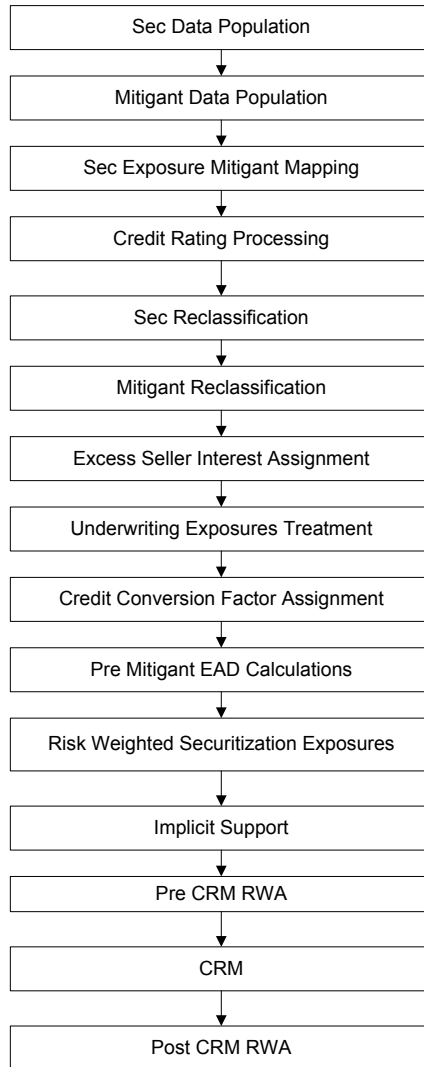 Sec Data Population
Mitigant Data Population
Sec Exposure Mitigant Mapping
Credit Rating Processing
Sec Reclassification
Mitigant Reclassification
Excess Seller Interest Assignment
Underwriting Exposures Treatment
Credit Conversion Factor Assignment
Pre Mitigant EAD Calculations
Risk Weighted Securitization Exposures
Implicit Support
Pre CRM RWA
CRM
Post CRM RWA